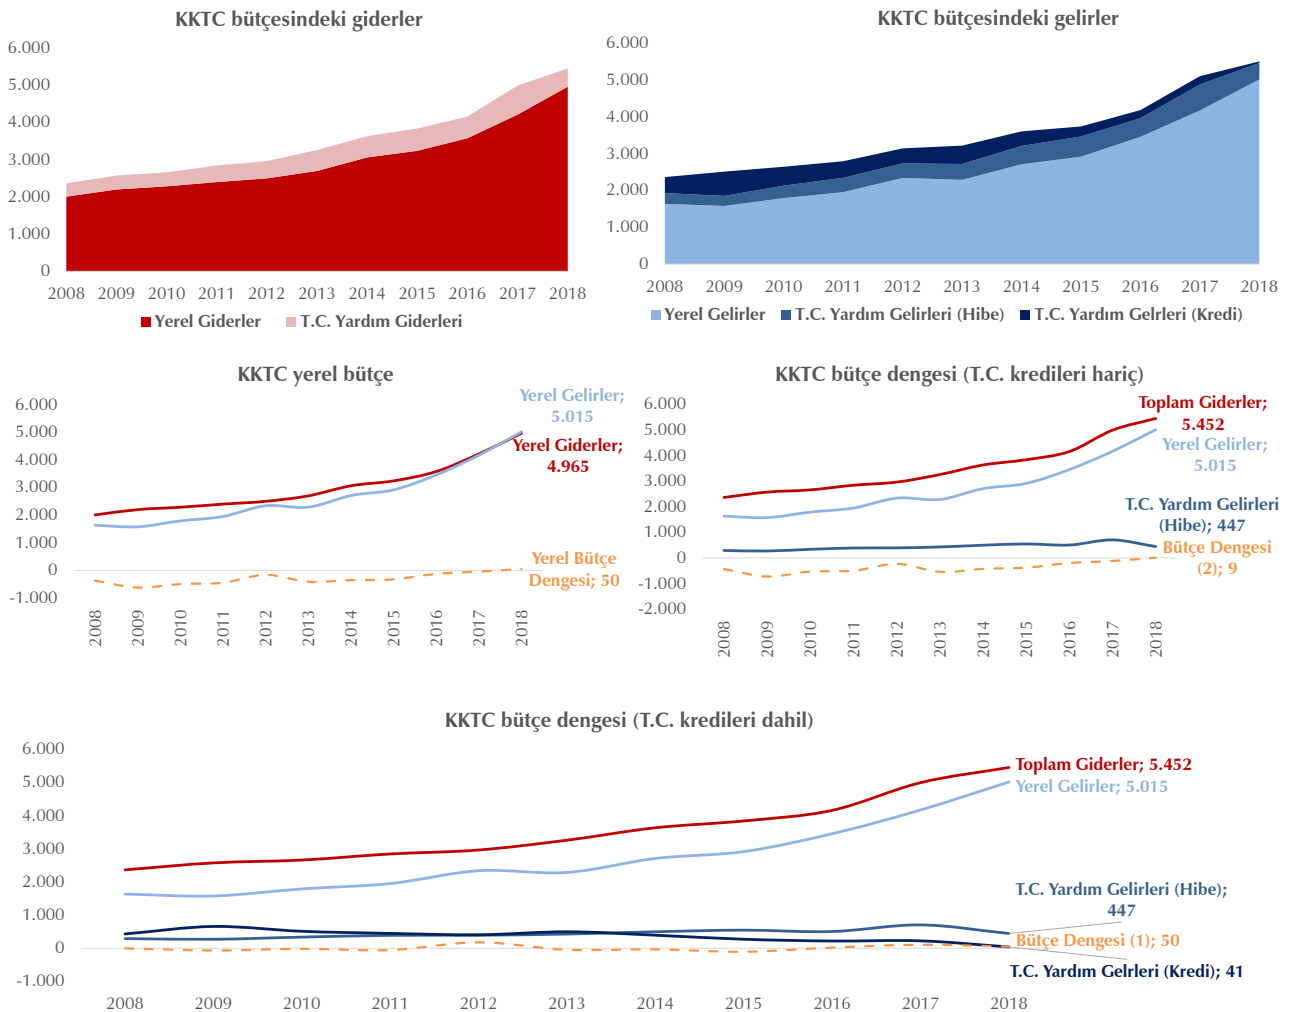 KKTC bütçesindeki giderler
6.000
5.000
4.000
3.000
2.000
1.000
0
2008 2009 2010 2011 2012 2013 2014 2015 2016 2017 2018
Yerel Giderler T.C. Yardım Giderleri
KKTC bütçesindeki gelirler
6.000
5.000
4.000
3.000
2.000
1.000
0
2008 2009 2010 2011 2012 2013 2014 2015 2016 2017 2018
Yerel Gelirler T.C. Yardım Gelirleri (Hibe) T.C. Yardım Gelrleri (Kredi)
KKTC yerel bütçe
6.000
5.000
4.000
3.000
2.000
1.000
0
-1.000
Yerel Gelirler;
5.015
Yerel Giderler;
4.965
Yerel Bütçe
Dengesi; 50
2008 2009 2010 2011 2012 2013 2014 2015 2016 2017 2018
KKTC bütçe dengesi (T.C. kredileri hariç)
6.000
5.000
4.000
3.000
2.000
1.000
0
-1.000
-2.000
Toplam Giderler;
5.452
Yerel Gelirler;
5.015
T.C. Yardım Gelirleri
(Hibe); 447
Bütçe Dengesi
(2); 9
2008 2009 2010 2011 2012 2013 2014 2015 2016 2017 2018
KKTC bütçe dengesi (T.C. kredileri dahil)
6.000
5.000
4.000
3.000
2.000
1.000
0
-1.000
Toplam Giderler; 5.452
Yerel Gelirler; 5.015
T.C. Yardım Gelirleri (Hibe);
447
Bütçe Dengesi (1); 50
T.C. Yardım Gelrleri (Kredi); 41
2008 2009 2010 2011 2012 2013 2014 2015 2016 2017 2018